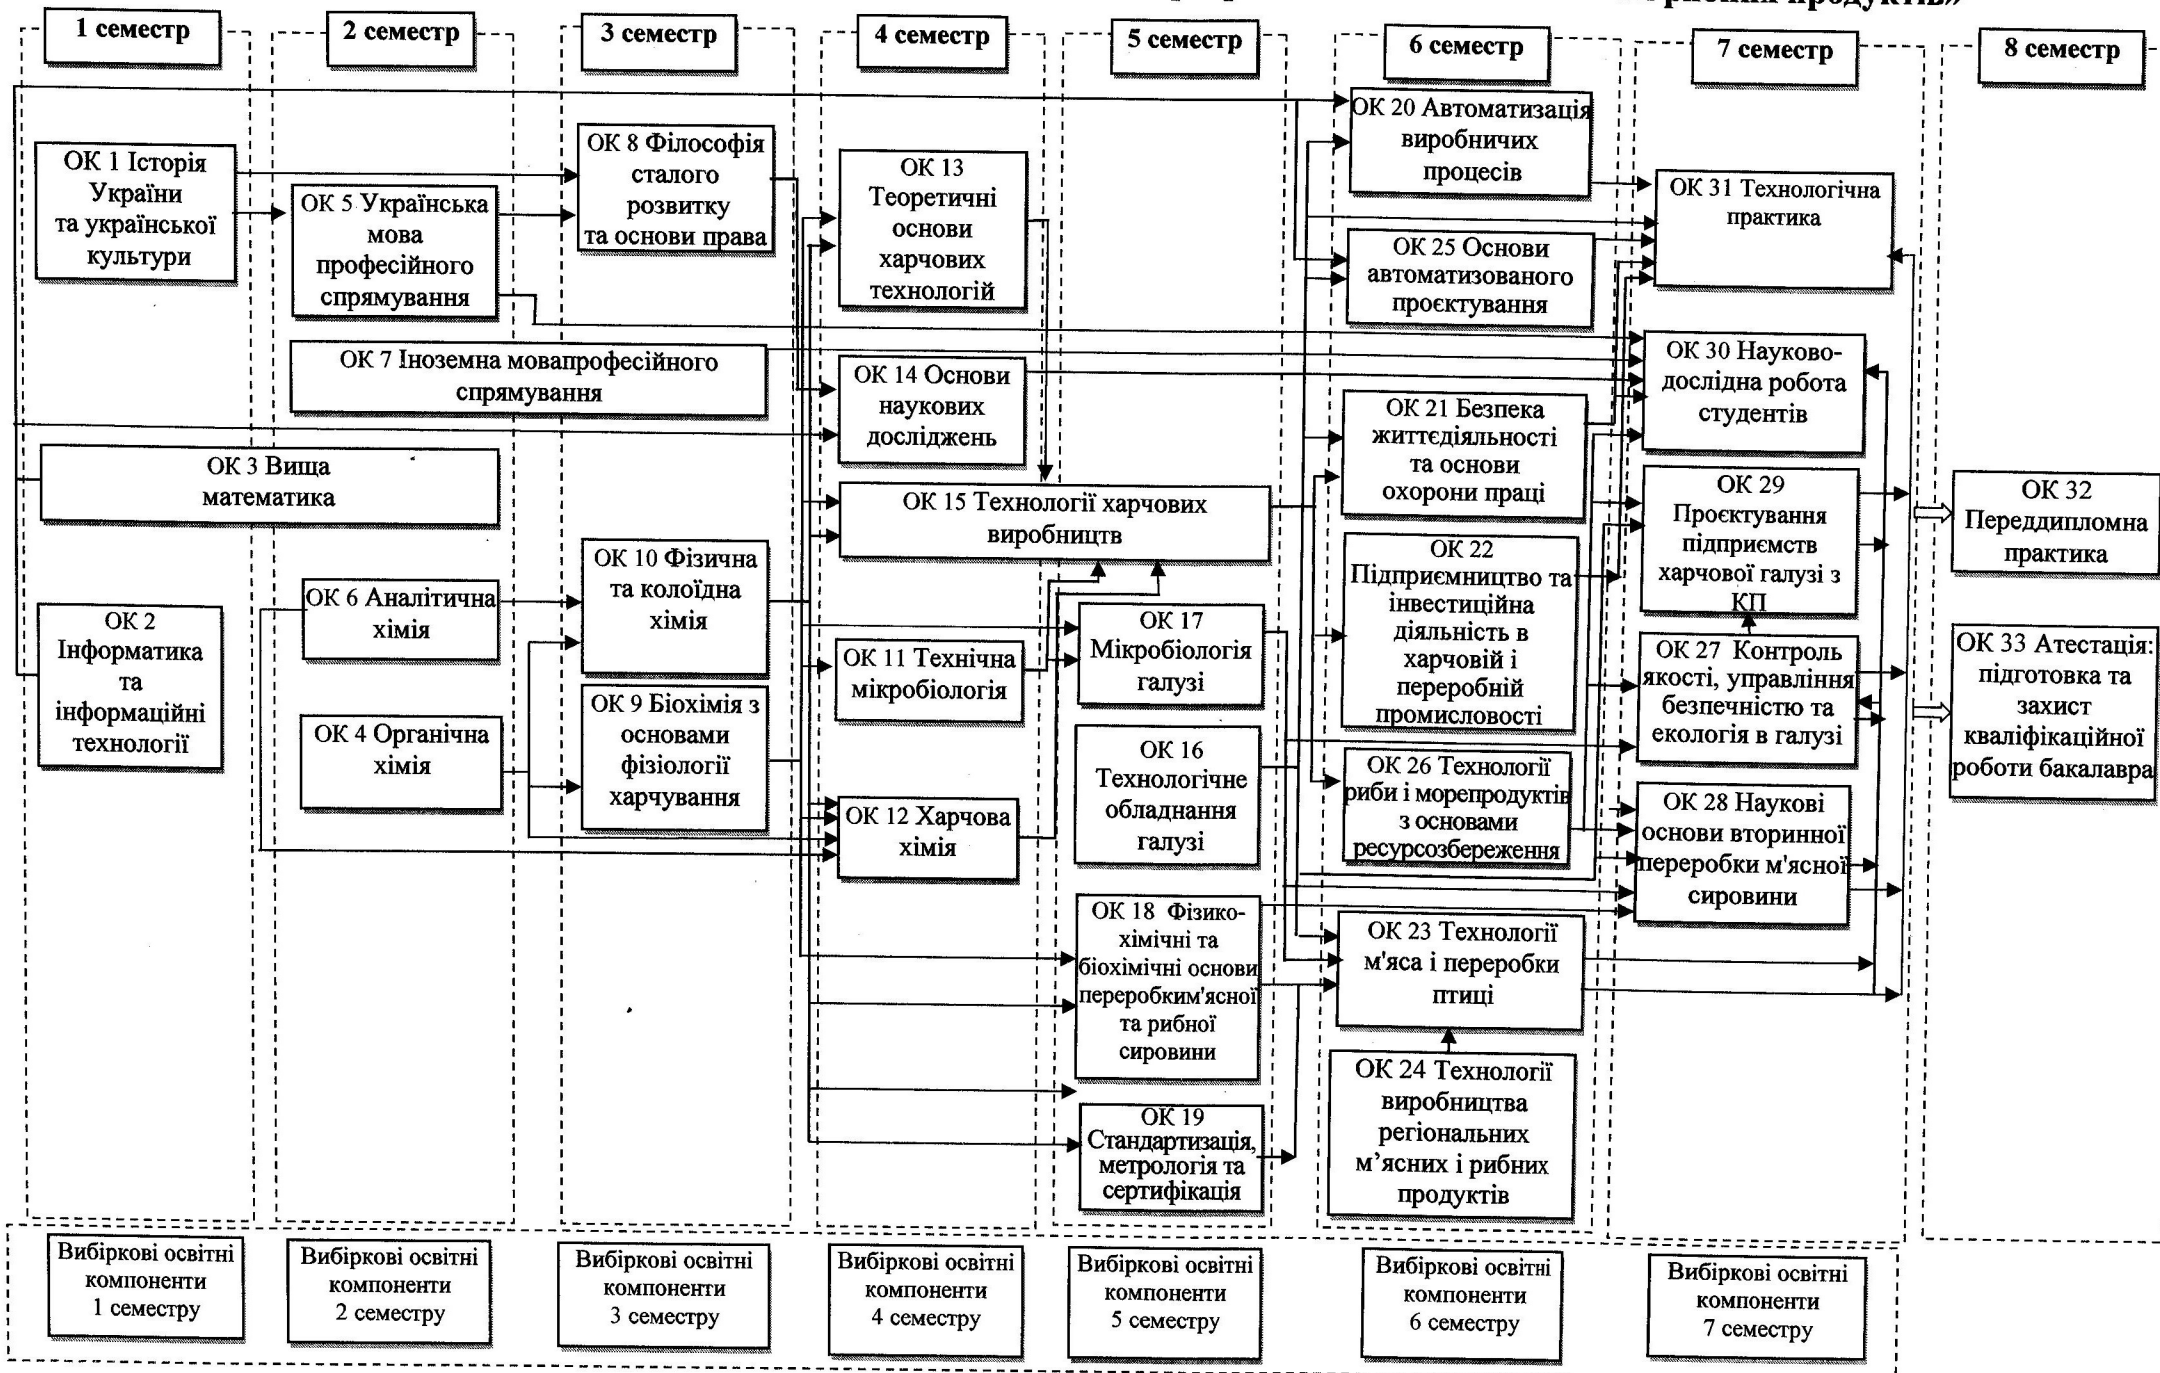 продуктів»
1 семестр
2 семестр
3 семестр
4 семестр
5 семестр
6 семестр
7 семестр
8 семестр
ОК 1 Історія
України
та української
культури
ОК 3 Вища
математика
ОК 2
Інформатика
та
інформаційні
технології
ОК 5 Українська
мова
професійного
спрямування
ОК 7 Іноземна мовапрофесійного
спрямування
ОК 6 Аналітична
хімія
ОК 4 Органічна
хімія
ОК 8 Філософія
сталого
розвитку
та основи права
ОК 10 Фізична
та колоїдна
хімія
ОК 9 Біохімія з
основами
фізіології
харчування
ОК 13
Теоретичні
основи
харчових
технологій
ОК 14 Основи
наукових
досліджень
ОК 15 Технології харчових
виробництв
ОК 11 Технічна
мікробіологія
ОК 12 Харчова
хімія
ОК 17
Мікробіологія
галузі
ОК 16
Технологічне
обладнання
галузі
ОК 18 Фізико-
хімічні та
біохімічні основи
переробким'ясної
та рибної
сировини
ОК 19
Стандартизація,
метрологія та
сертифікація
ОК 20 Автоматизація
виробничих
процесів
ОК 25 Основи
автоматизованого
проєктування
ОК 21 Безпека
життєдіяльності
та основи
охорони праці
ОК 22
Підприємництво та
інвестиційна
діяльність в
харчовій і
переробній
промисловості
ОК 26 Технології
риби і морепродуктів
з основами
ресурсозбереження
ОК 23 Технології
м'яса і переробки
птиці
ОК 24 Технології
виробництва
регіональних
м’ясних і рибних
продуктів
ОК 31 Технологічна
практика
ОК 30 Науково-
дослідна робота
студентів
ОК 29
Проєктування
підприємств
харчової галузі з
КП
ОК 27 Контроль
якості, управління
безпечністю та
екологія в галузі
ОК 28 Наукові
основи вторинної
переробки м'ясної
сировини
ОК 32
Переддипломна
практика
ОК 33 Атестація:
підготовка та
захист
кваліфікаційної
роботи бакалавра
Вибіркові освітні
компоненти
1 семестру
Вибіркові освітні
компоненти
2 семестру
Вибіркові освітні
компоненти
3 семестру
Вибіркові освітні
компоненти
4 семестру
Вибіркові освітні
компоненти
5 семестру
Вибіркові освітні
компоненти
6 семестру
Вибіркові освітні
компоненти
7 семестру